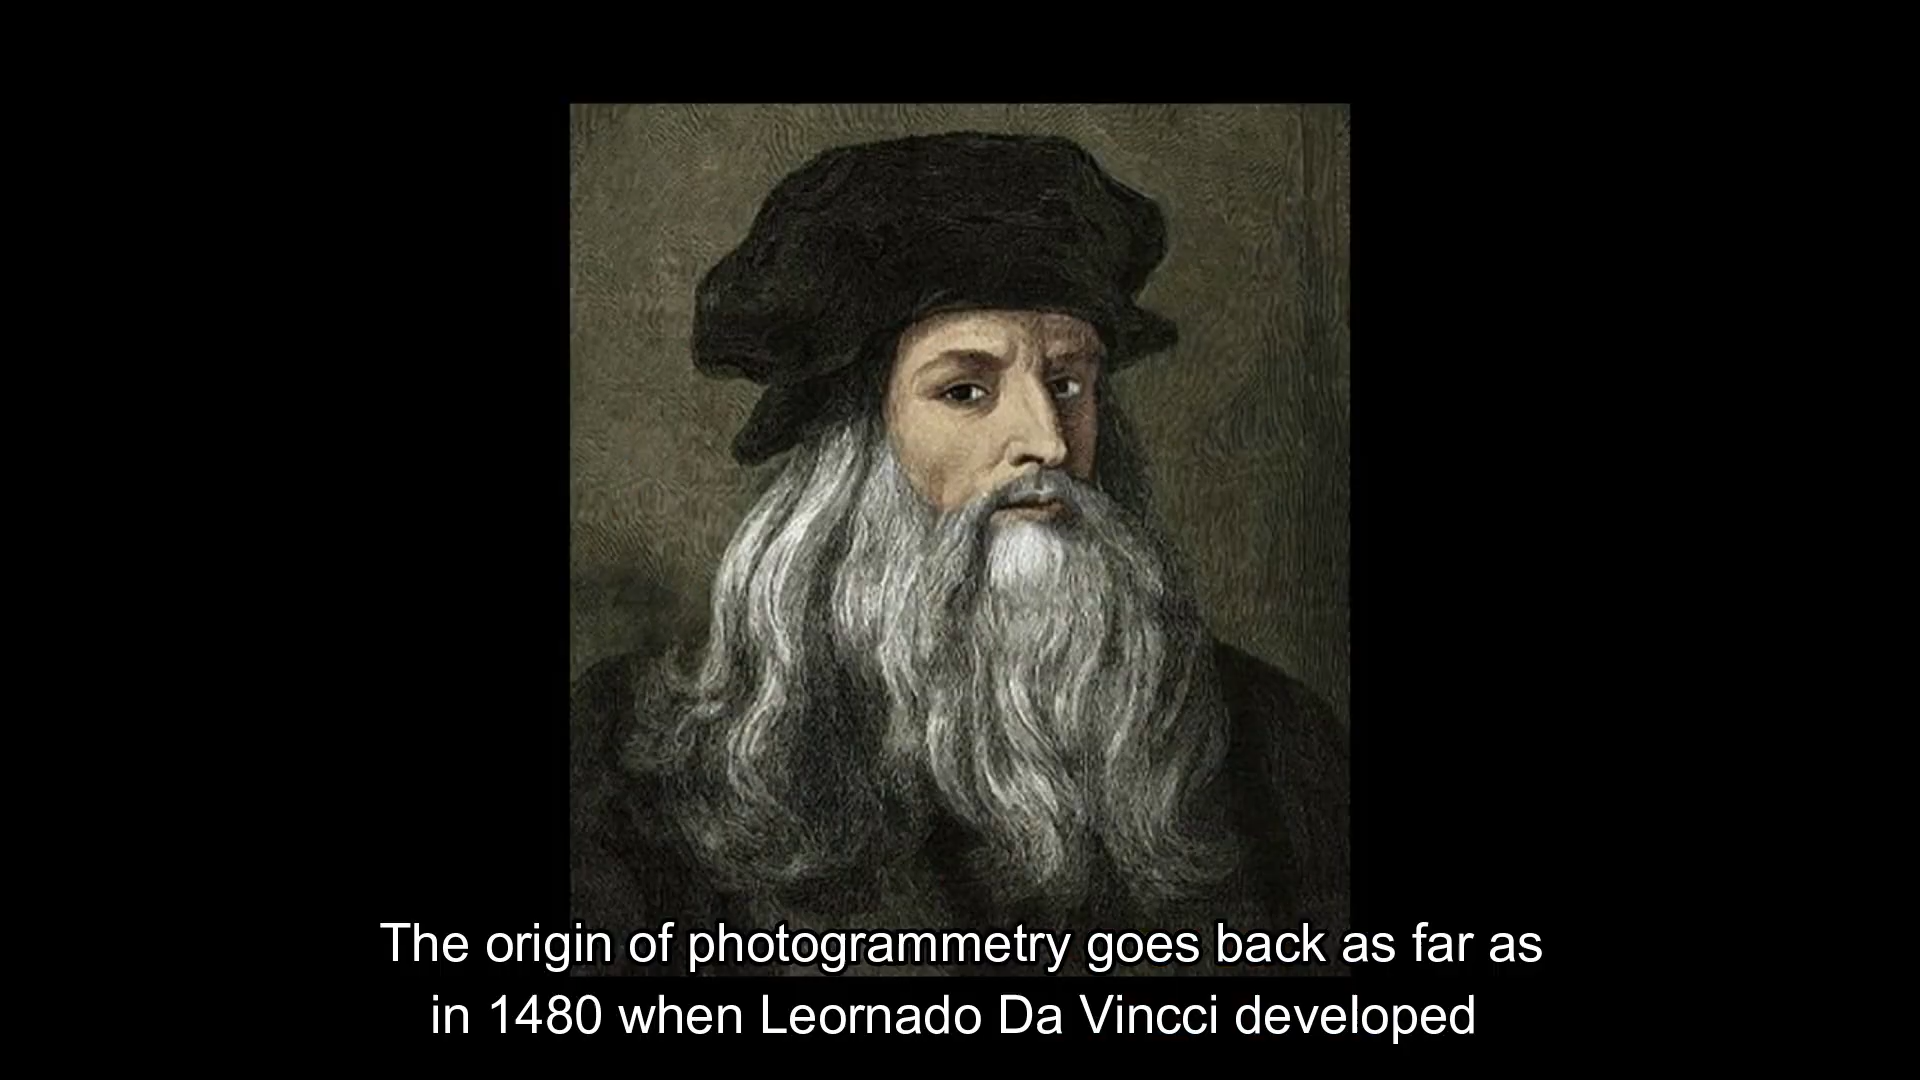 The origin of photogrammetry goes back as far as
in 1480 when Leornado Da Vincci developed